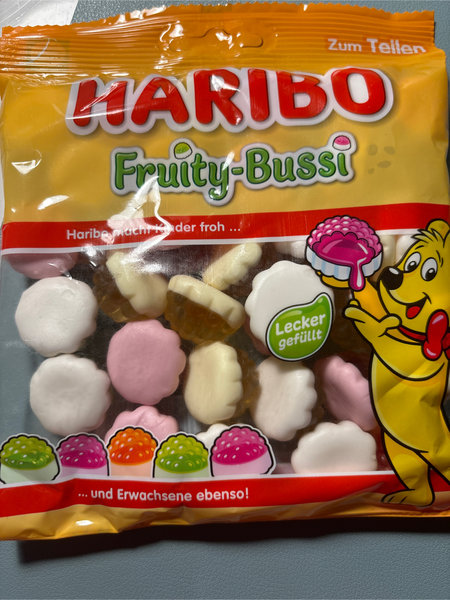 Zum Teilen
HARIBO
Fruity-Bussi
Haribo macht Kinder froh ...
Lecker
gefüllt
... und Erwachsene ebenso!